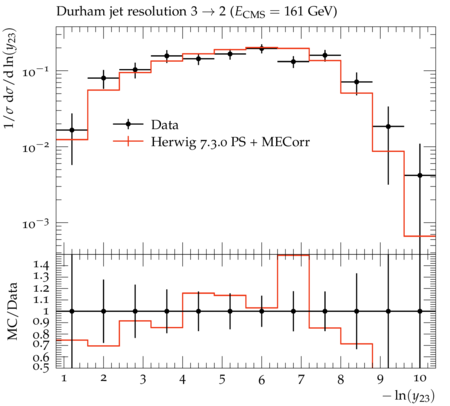 Durham jet resolution 3 → 2 (E_CMS = 161 GeV)
1/σ dσ/d ln(y_23)
10^−1
10^−2
10^−3
Data
Herwig 7.3.0 PS + MECorr
MC/Data
1.4
1.3
1.2
1.1
1
0.9
0.8
0.7
0.6
0.5
1 2 3 4 5 6 7 8 9 10
− ln(y_23)